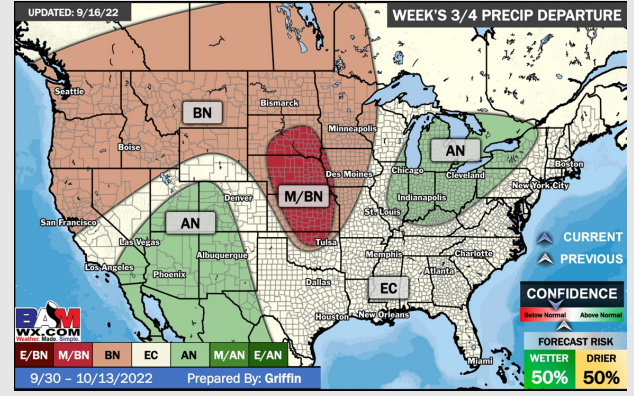 UPDATED: 9/16/22
WEEK'S 3/4 PRECIP DEPARTURE
Seattle
BN
Bismarck
Minneapolis
Boise
AN
Boston
Chicago
Cleveland
Des Moines
New York City
Denver
M/BN
Indianapolis
AN
St. Louis
San Francisco
Las Vegas
Tulsa
CURRENT
Albuquerque
Memphis
Charlotte
PREVIOUS
Los Angeles
Phoenix
Atlanta
Dallas
EC
CONFIDENCE
Houston
New Orleans
Below Normal
Above Normal
BAM
WX.COM
Weather. Made. Simple.
FORECAST RISK
E/BN
M/BN
BN
EC
AN
M/AN
E/AN
Miami
WETTER
DRIER
50%
50%
9/30 – 10/13/2022
Prepared By: Griffin